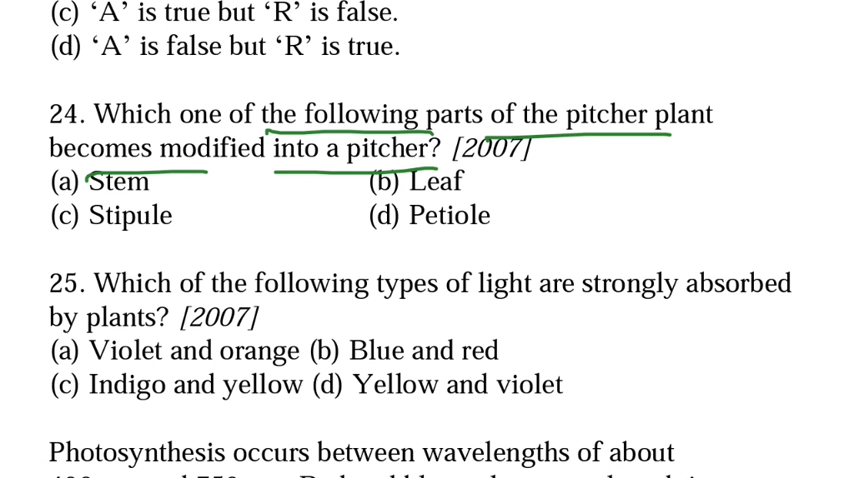 (c) ‘A’ is true but ‘R’ is false.
(d) ‘A’ is false but ‘R’ is true.
24. Which one of the following parts of the pitcher plant
becomes modified into a pitcher? [2007]
(a) Stem (b) Leaf
(c) Stipule (d) Petiole
25. Which of the following types of light are strongly absorbed
by plants? [2007]
(a) Violet and orange (b) Blue and red
(c) Indigo and yellow (d) Yellow and violet
Photosynthesis occurs between wavelengths of about